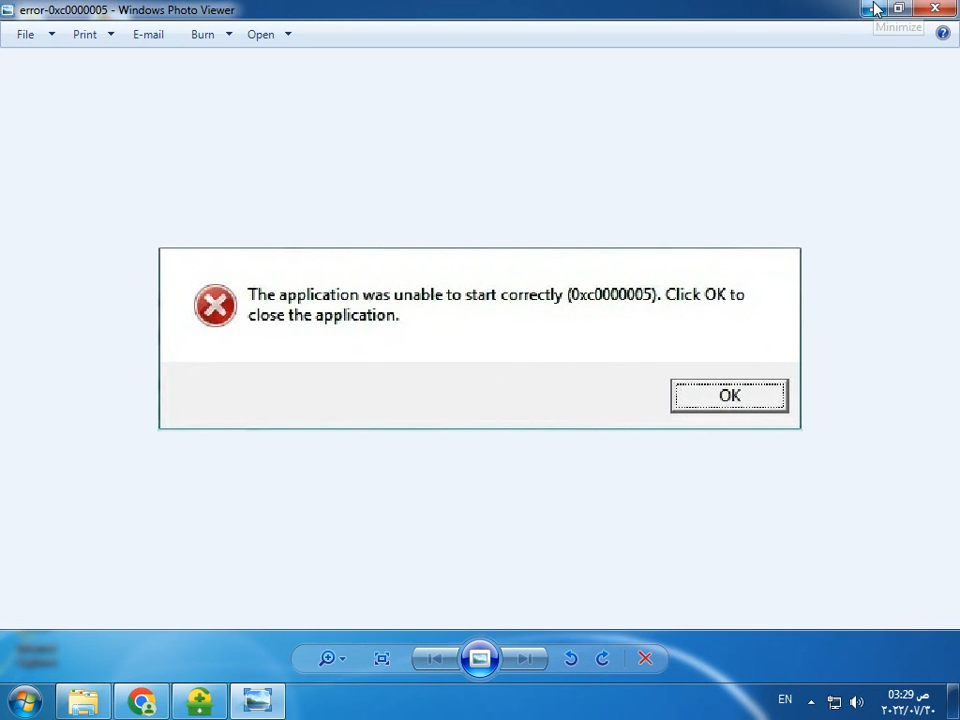 error-0xc0000005 - Windows Photo Viewer
Minimize
File Print E-mail Burn Open
The application was unable to start correctly (0xc0000005). Click OK to
close the application.
OK
EN
03:29 ص
٢٠٢٢/٠٧/٣٠